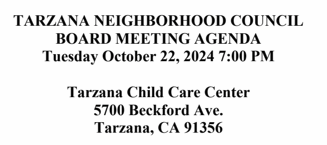 TARZANA NEIGHBORHOOD COUNCIL
BOARD MEETING AGENDA
Tuesday October 22, 2024 7:00 PM
Tarzana Child Care Center
5700 Beckford Ave.
Tarzana, CA 91356